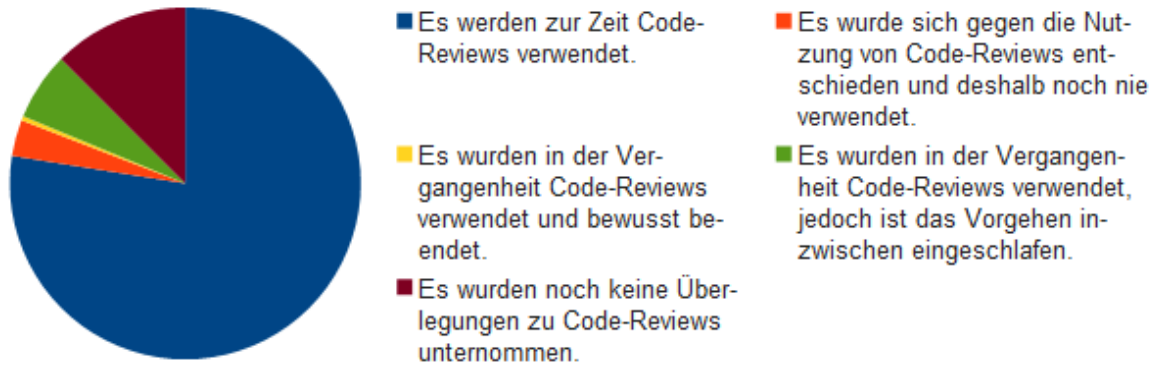 Es werden zur Zeit Code-
Reviews verwendet.
Es wurde sich gegen die Nut-
zung von Code-Reviews ent-
schieden und deshalb noch nie
verwendet.
Es wurden in der Ver-
gangenheit Code-Reviews
verwendet und bewusst be-
endet.
Es wurden in der Vergangen-
heit Code-Reviews verwendet,
jedoch ist das Vorgehen in-
zwischen eingeschlafen.
Es wurden noch keine Über-
legungen zu Code-Reviews
unternommen.